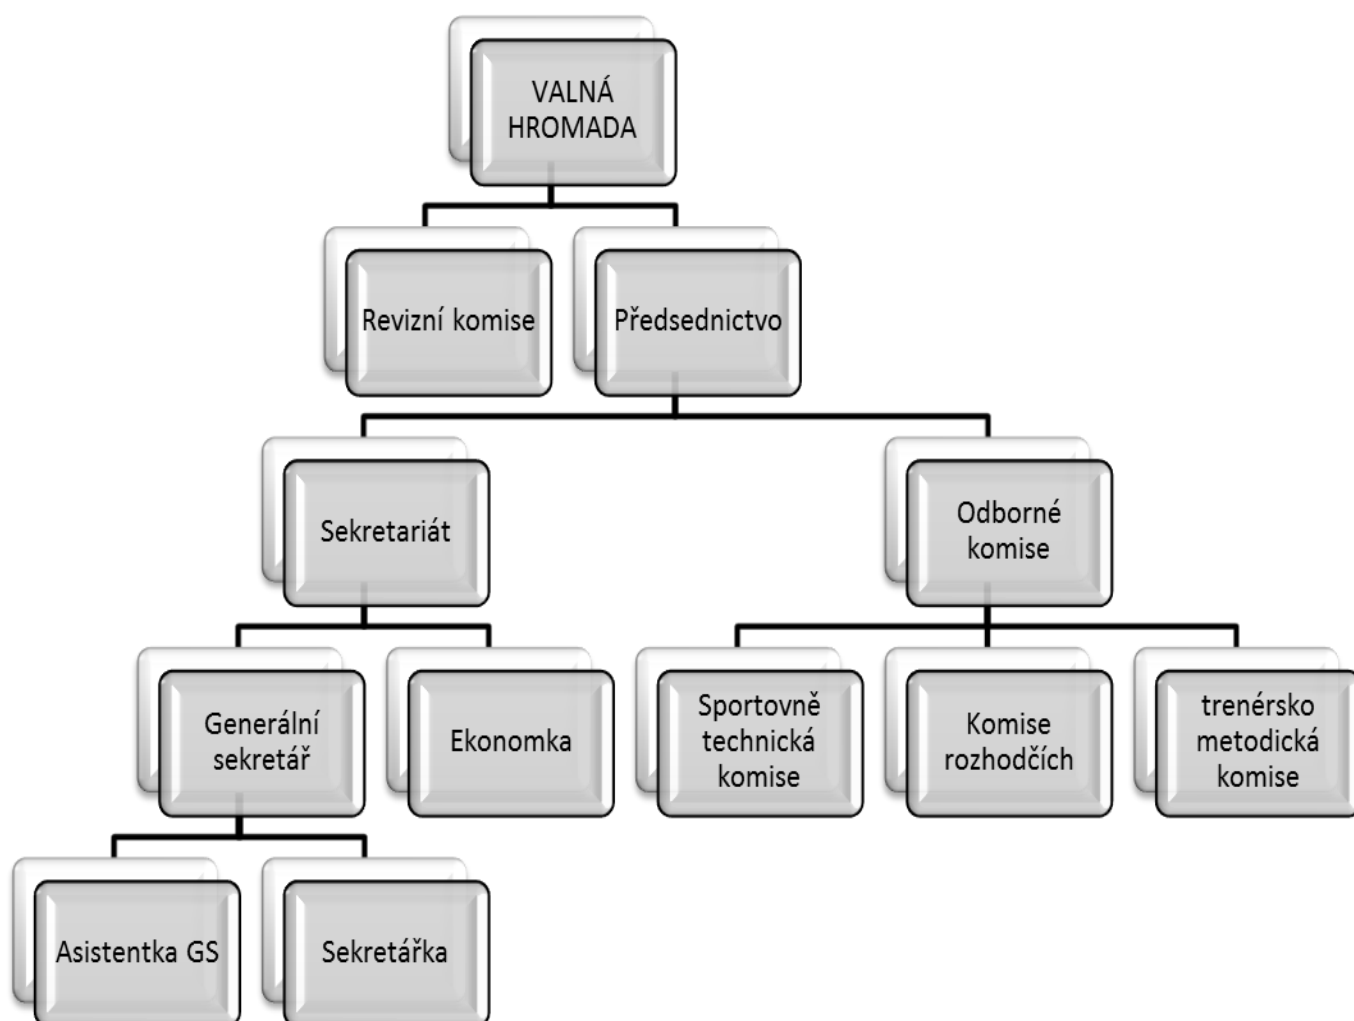 VALNÁ
HROMADA
Revizní komise
Předsednictvo
Sekretariát
Odborné
komise
Generální
sekretář
Ekonomka
Sportovně
technická
komise
Komise
rozhodčích
trenérsko
metodická
komise
Asistentka GS
Sekretářka